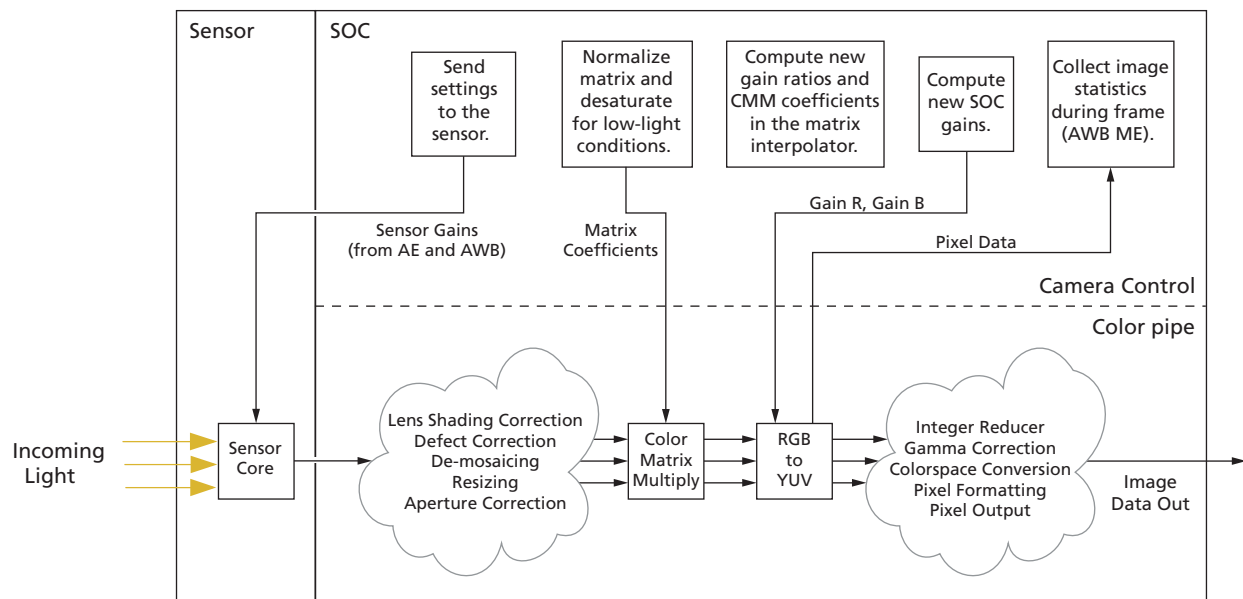 Sensor
SOC
Send
settings
to the
sensor.
Normalize
matrix and
desaturate
for low-light
conditions.
Compute new
gain ratios and
CMM coefficients
in the matrix
interpolator.
Compute
new SOC
gains.
Collect image
statistics
during frame
(AWB ME).
Sensor Gains
(from AE and AWB)
Matrix
Coefficients
Gain R, Gain B
Pixel Data
Camera Control
Color pipe
Incoming
Light
Sensor
Core
Lens Shading Correction
Defect Correction
De-mosaicing
Resizing
Aperture Correction
Color
Matrix
Multiply
RGB
to
YUV
Integer Reducer
Gamma Correction
Colorspace Conversion
Pixel Formatting
Pixel Output
Image
Data Out